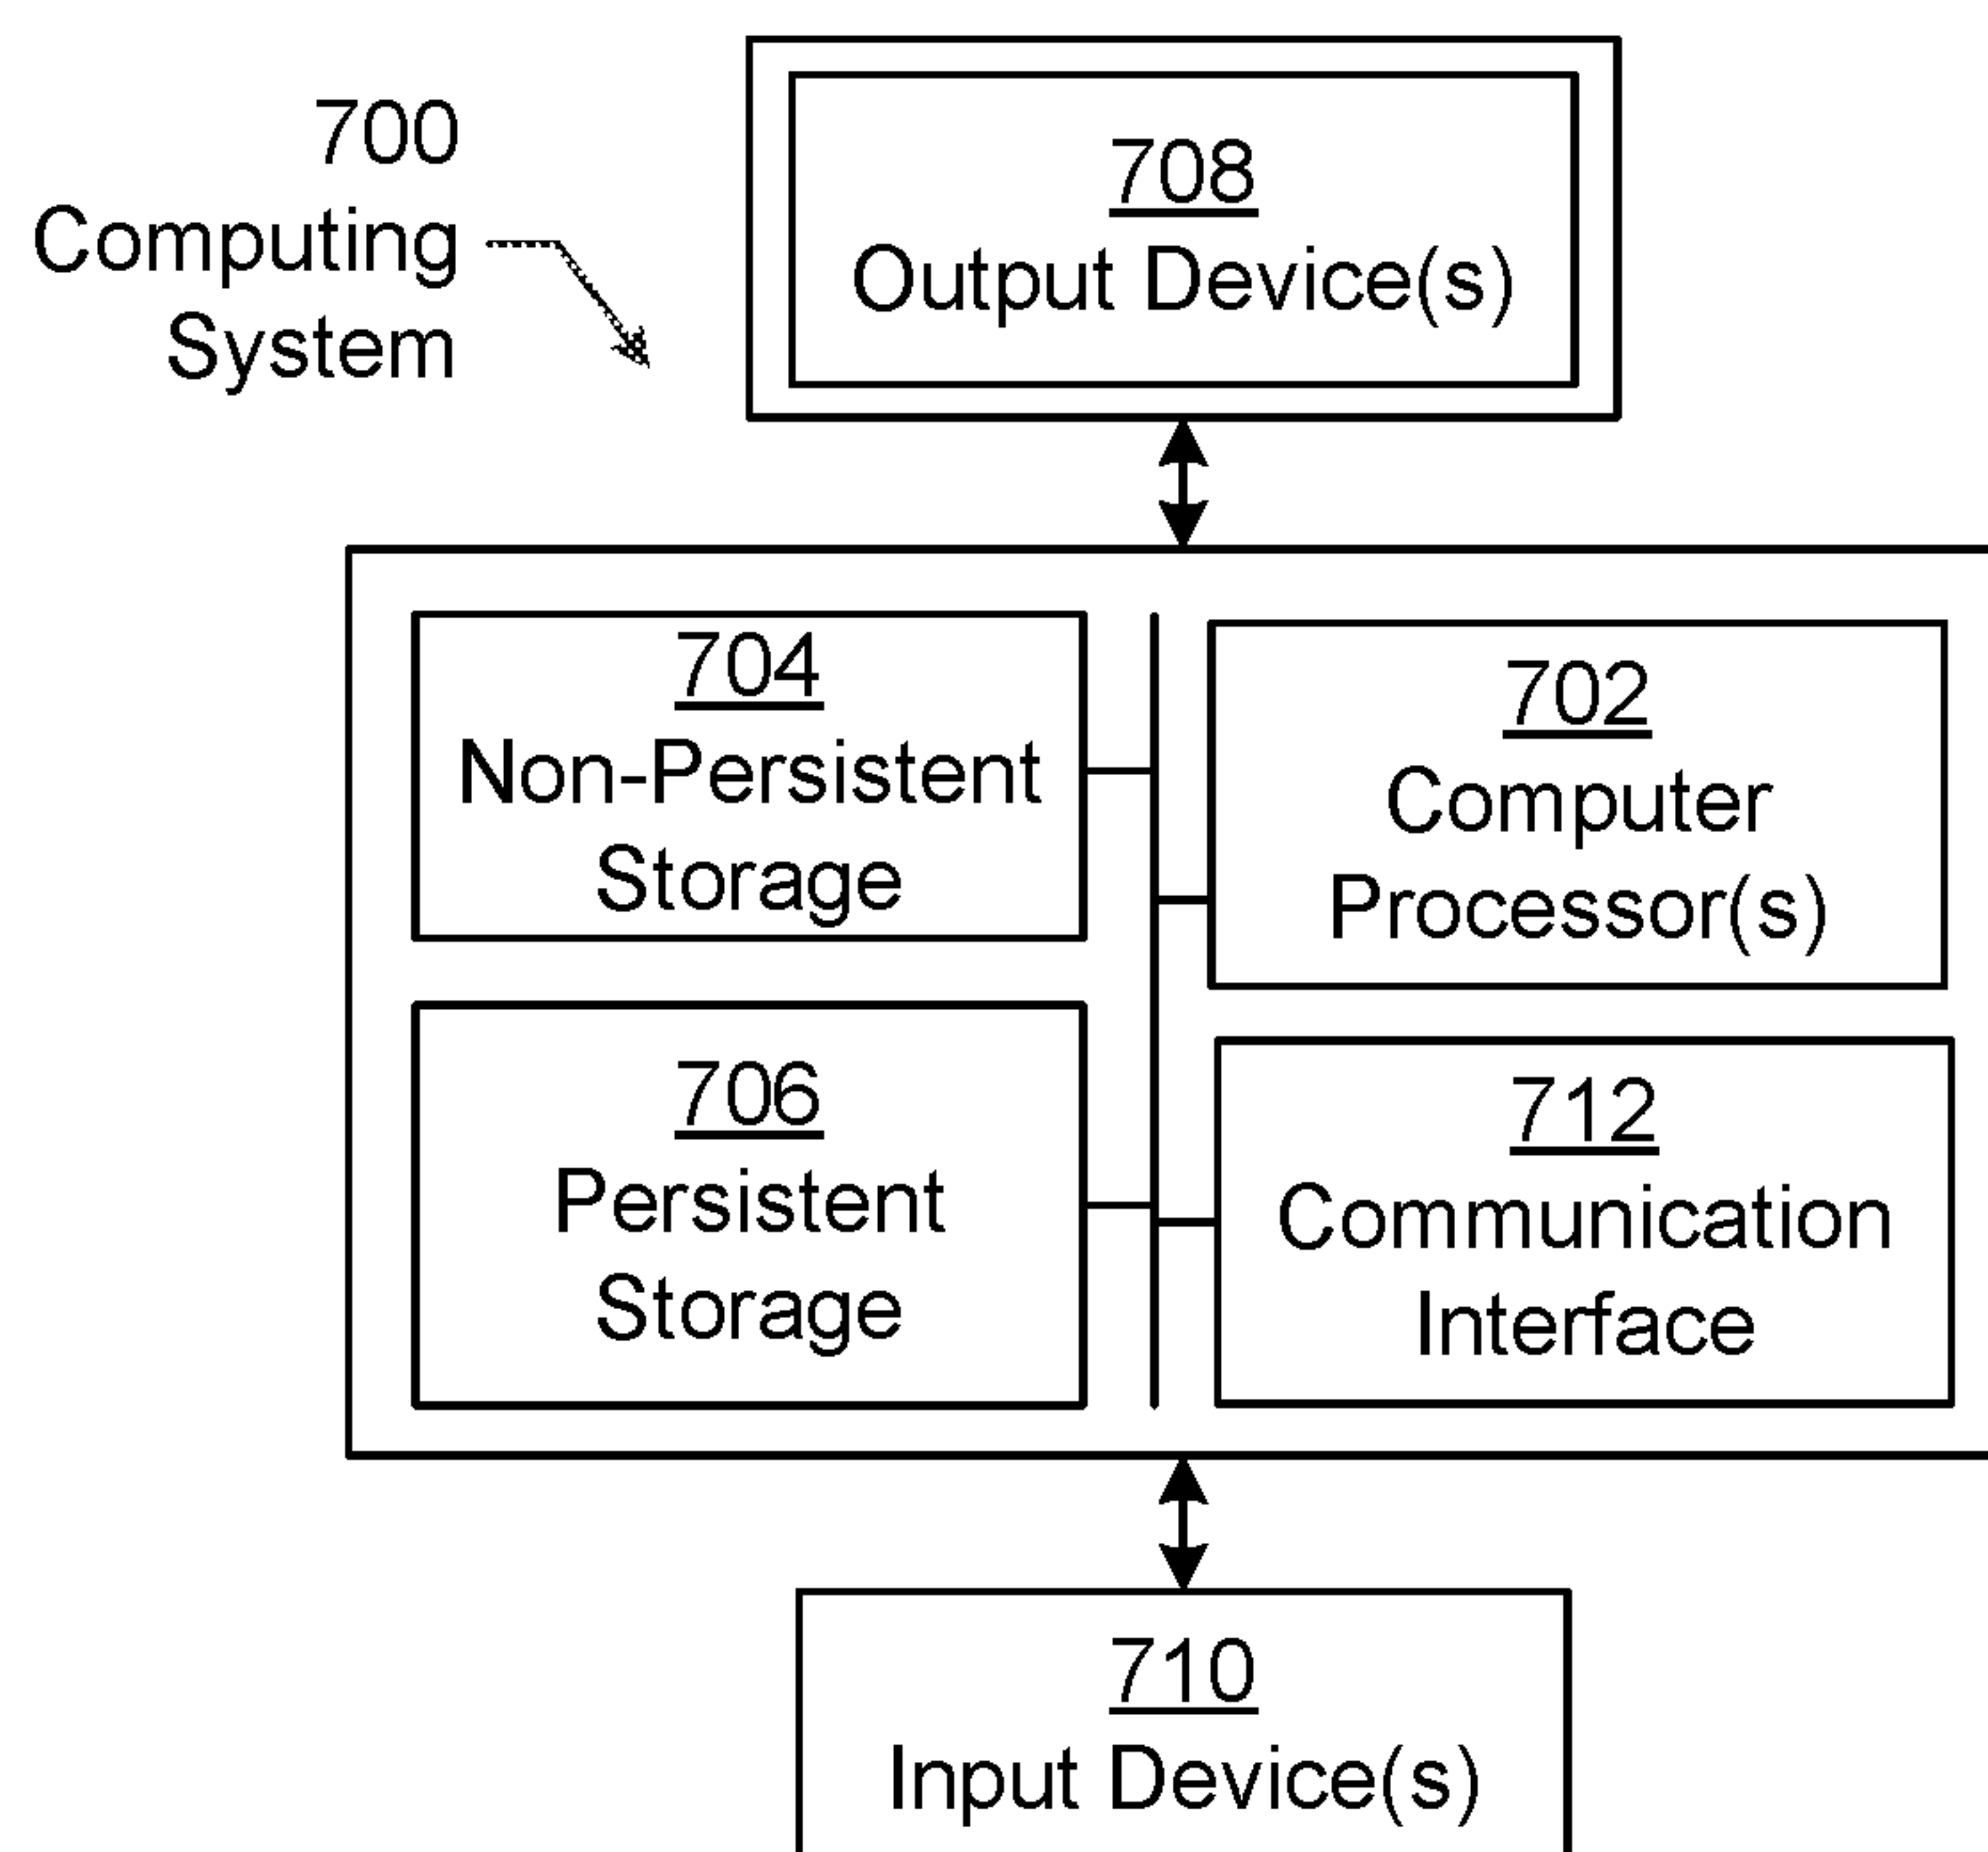 700
Computing
System
708
Output Device(s)
704
Non-Persistent
Storage
702
Computer
Processor(s)
706
Persistent
Storage
712
Communication
Interface
710
Input Device(s)